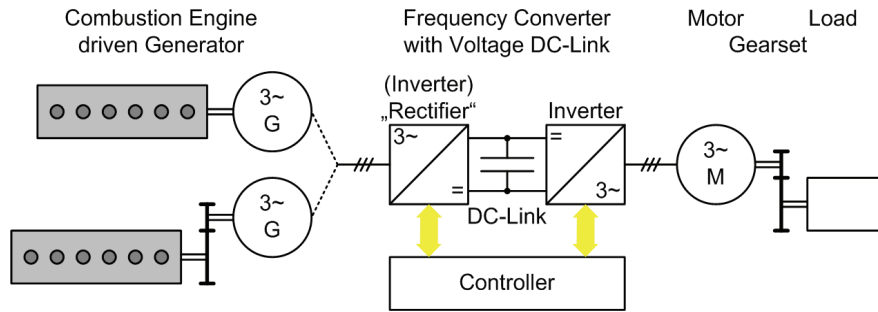 Combustion Engine
driven Generator
Frequency Converter
with Voltage DC-Link
Motor Load
Gearset
3~
G
3~
G
(Inverter)
„Rectifier“
3~
=
DC-Link
Inverter
=
3~
3~
M
Controller